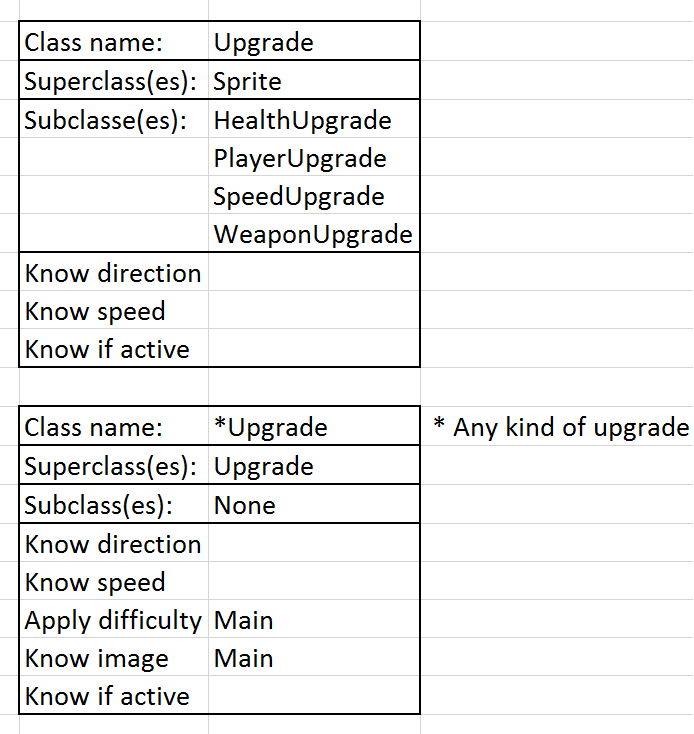 Class name: Upgrade
Superclass(es): Sprite
Subclasse(es): HealthUpgrade
PlayerUpgrade
SpeedUpgrade
WeaponUpgrade
Know direction
Know speed
Know if active
Class name: *Upgrade * Any kind of upgrade
Superclass(es): Upgrade
Subclass(es): None
Know direction
Know speed
Apply difficulty Main
Know image Main
Know if active